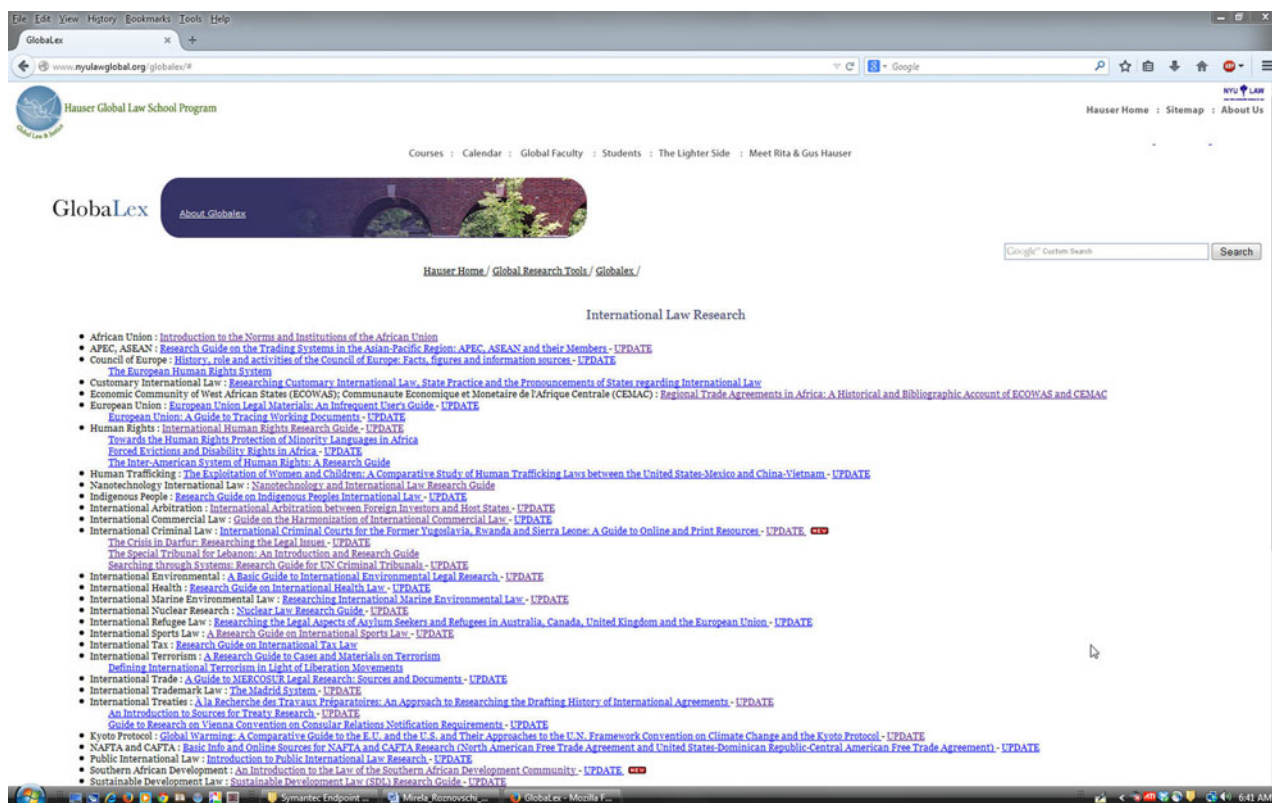 File Edit View History Bookmarks Tools Help
GlobaLex × +
www.nyulawglobal.org/globalex/# Google
Hauser Global Law School Program
Global Law & Justice
NYU LAW
Hauser Home : Sitemap : About Us
Courses : Calendar : Global Faculty : Students : The Lighter Side : Meet Rita & Gus Hauser
GlobaLex About Globalex
Google™ Custom Search Search
Hauser Home / Global Research Tools / Globalex /
International Law Research
• African Union : Introduction to the Norms and Institutions of the African Union
• APEC, ASEAN : Research Guide on the Trading Systems in the Asian-Pacific Region: APEC, ASEAN and their Members - UPDATE
• Council of Europe : History, role and activities of the Council of Europe: Facts, figures and information sources - UPDATE
The European Human Rights System
• Customary International Law : Researching Customary International Law, State Practice and the Pronouncements of States regarding International Law
• Economic Community of West African States (ECOWAS); Communaute Economique et Monetaire de l'Afrique Centrale (CEMAC) : Regional Trade Agreements in Africa: A Historical and Bibliographic Account of ECOWAS and CEMAC
• European Union : European Union Legal Materials: An Infrequent User's Guide - UPDATE
European Union: A Guide to Tracing Working Documents - UPDATE
• Human Rights : International Human Rights Research Guide - UPDATE
Towards the Human Rights Protection of Minority Languages in Africa
Forced Evictions and Disability Rights in Africa - UPDATE
The Inter-American System of Human Rights: A Research Guide
• Human Trafficking : The Exploitation of Women and Children: A Comparative Study of Human Trafficking Laws between the United States-Mexico and China-Vietnam - UPDATE
• Nanotechnology International Law : Nanotechnology and International Law Research Guide
• Indigenous People : Research Guide on Indigenous Peoples International Law - UPDATE
• International Arbitration : International Arbitration between Foreign Investors and Host States - UPDATE
• International Commercial Law : Guide on the Harmonization of International Commercial Law - UPDATE
• International Criminal Law : International Criminal Courts for the Former Yugoslavia, Rwanda and Sierra Leone: A Guide to Online and Print Resources - UPDATE NEW
The Crisis in Darfur: Researching the Legal Issues - UPDATE
The Special Tribunal for Lebanon: An Introduction and Research Guide
Searching through Systems: Research Guide for UN Criminal Tribunals - UPDATE
• International Environmental : A Basic Guide to International Environmental Legal Research - UPDATE
• International Health : Research Guide on International Health Law - UPDATE
• International Marine Environmental Law : Researching International Marine Environmental Law - UPDATE
• International Nuclear Research : Nuclear Law Research Guide - UPDATE
• International Refugee Law : Researching the Legal Aspects of Asylum Seekers and Refugees in Australia, Canada, United Kingdom and the European Union - UPDATE
• International Sports Law : A Research Guide on International Sports Law - UPDATE
• International Tax : Research Guide on International Tax Law
• International Terrorism : A Research Guide to Cases and Materials on Terrorism
Defining International Terrorism in Light of Liberation Movements
• International Trade : A Guide to MERCOSUR Legal Research: Sources and Documents - UPDATE
• International Trademark Law : The Madrid System - UPDATE
• International Treaties : À la Recherche des Travaux Préparatoires: An Approach to Researching the Drafting History of International Agreements - UPDATE
An Introduction to Sources for Treaty Research - UPDATE
Guide to Research on Vienna Convention on Consular Relations Notification Requirements - UPDATE
• Kyoto Protocol : Global Warming: A Comparative Guide to the E.U. and the U.S. and Their Approaches to the U.N. Framework Convention on Climate Change and the Kyoto Protocol - UPDATE
• NAFTA and CAFTA : Basic Info and Online Sources for NAFTA and CAFTA Research (North American Free Trade Agreement and United States-Dominican Republic-Central American Free Trade Agreement) - UPDATE
• Public International Law : Introduction to Public International Law Research - UPDATE
• Southern African Development : An Introduction to the Law of the Southern African Development Community - UPDATE NEW
• Sustainable Development Law : Sustainable Development Law (SDL) Research Guide - UPDATE
Symantec Endpoint ... Mirela_Roznovschi_... GlobaLex - Mozilla F... 6:41 AM